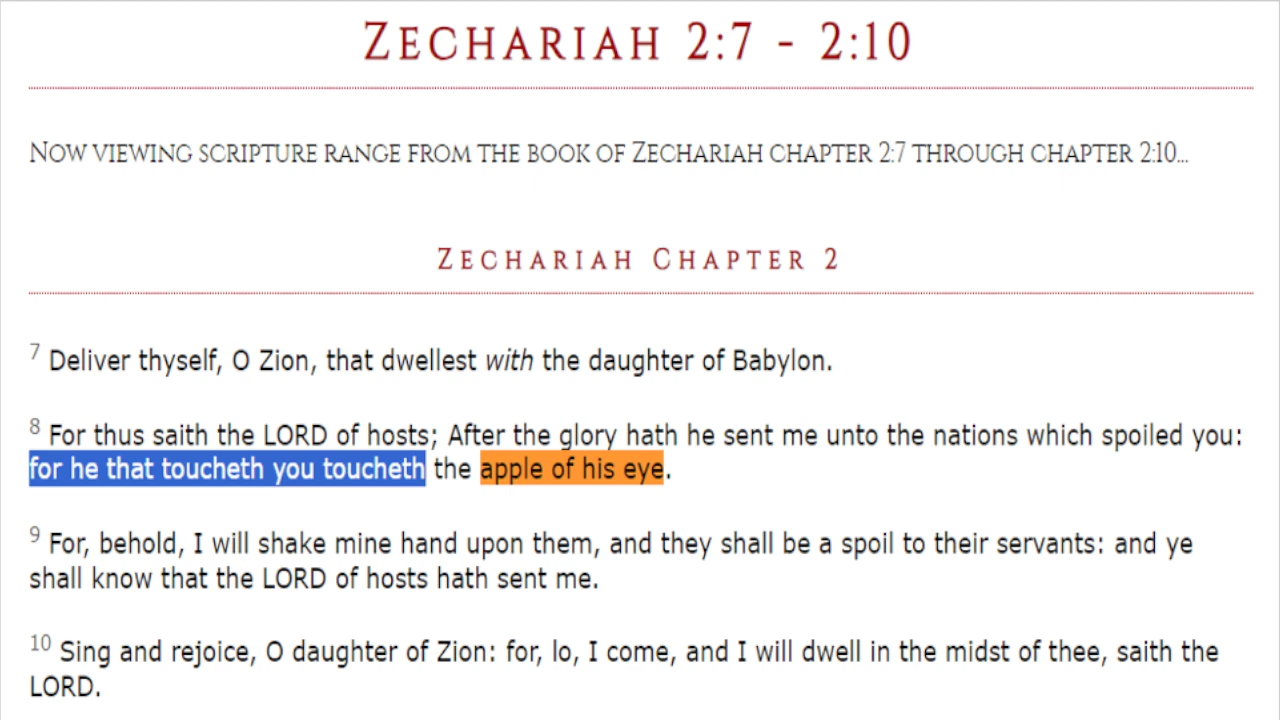 ZECHARIAH 2:7 - 2:10
NOW VIEWING SCRIPTURE RANGE FROM THE BOOK OF ZECHARIAH CHAPTER 2:7 THROUGH CHAPTER 2:10...
ZECHARIAH CHAPTER 2
7 Deliver thyself, O Zion, that dwellest with the daughter of Babylon.
8 For thus saith the LORD of hosts; After the glory hath he sent me unto the nations which spoiled you:
for he that toucheth you toucheth the apple of his eye.
9 For, behold, I will shake mine hand upon them, and they shall be a spoil to their servants: and ye
shall know that the LORD of hosts hath sent me.
10 Sing and rejoice, O daughter of Zion: for, lo, I come, and I will dwell in the midst of thee, saith the
LORD.